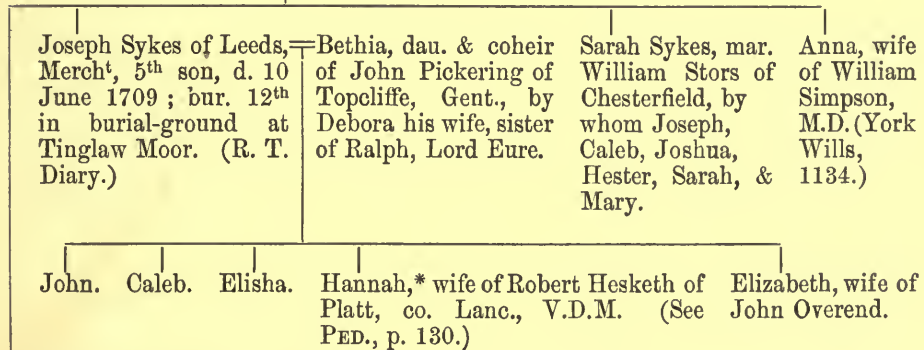 Joseph Sykes of Leeds,
Mercht, 5th son, d. 10
June 1709 ; bur. 12th
in burial-ground at
Tinglaw Moor. (R. T.
Diary.)
Bethia, dau. & coheir
of John Pickering of
Topcliffe, Gent., by
Debora his wife, sister
of Ralph, Lord Eure.
Sarah Sykes, mar.
William Stors of
Chesterfield, by
whom Joseph,
Caleb, Joshua,
Hester, Sarah, &
Mary.
Anna, wife
of William
Simpson,
M.D. (York
Wills,
1134.)
John. Caleb. Elisha.
Hannah,* wife of Robert Hesketh of
Platt, co. Lanc., V.D.M. (See
PED., p. 130.)
Elizabeth, wife of
John Overend.